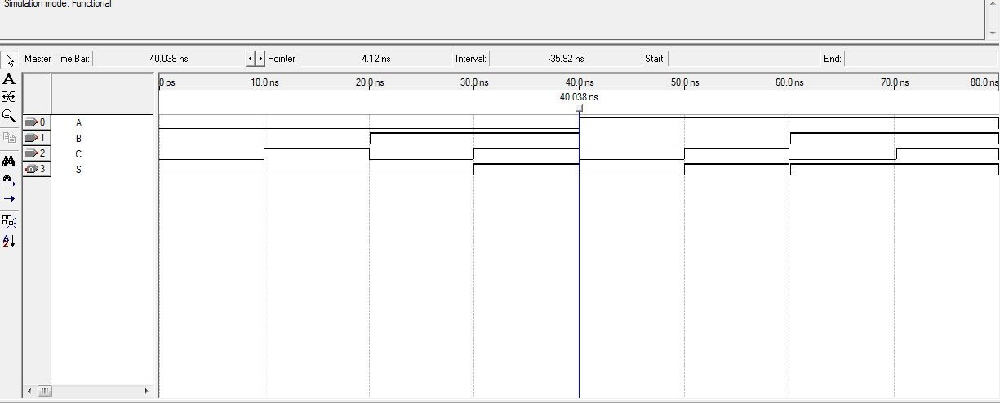 Simulation mode: Functional
Master Time Bar: 40.038 ns Pointer: 4.12 ns Interval: -35.92 ns Start: End:
0 ps 10.0 ns 20.0 ns 30.0 ns 40.0 ns 50.0 ns 60.0 ns 70.0 ns 80.0 ns
40.038 ns
0 A
1 B
2 C
3 S